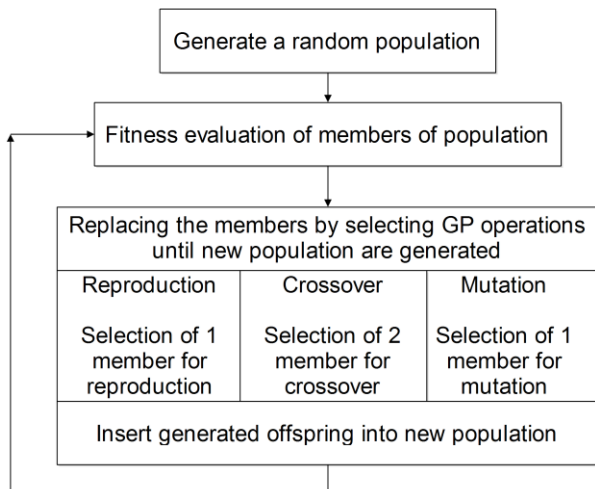 Generate a random population
Fitness evaluation of members of population
Replacing the members by selecting GP operations
until new population are generated
Reproduction
Selection of 1
member for
reproduction
Crossover
Selection of 2
member for
crossover
Mutation
Selection of 1
member for
mutation
Insert generated offspring into new population